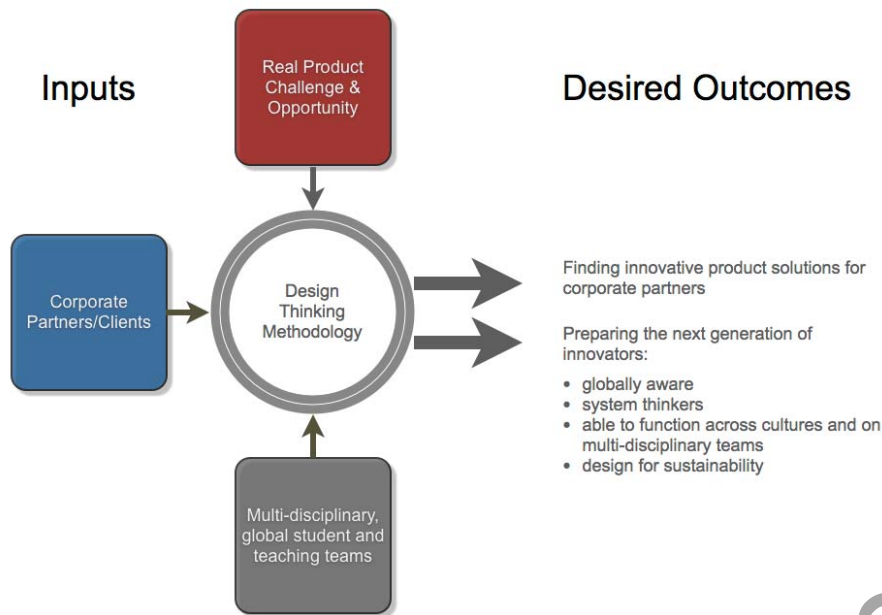 Inputs
Real Product
Challenge &
Opportunity
Desired Outcomes
Corporate
Partners/Clients
Design
Thinking
Methodology
Finding innovative product solutions for
corporate partners
Preparing the next generation of
innovators:
• globally aware
• system thinkers
• able to function across cultures and on
multi-disciplinary teams
• design for sustainability
Multi-disciplinary,
global student and
teaching teams